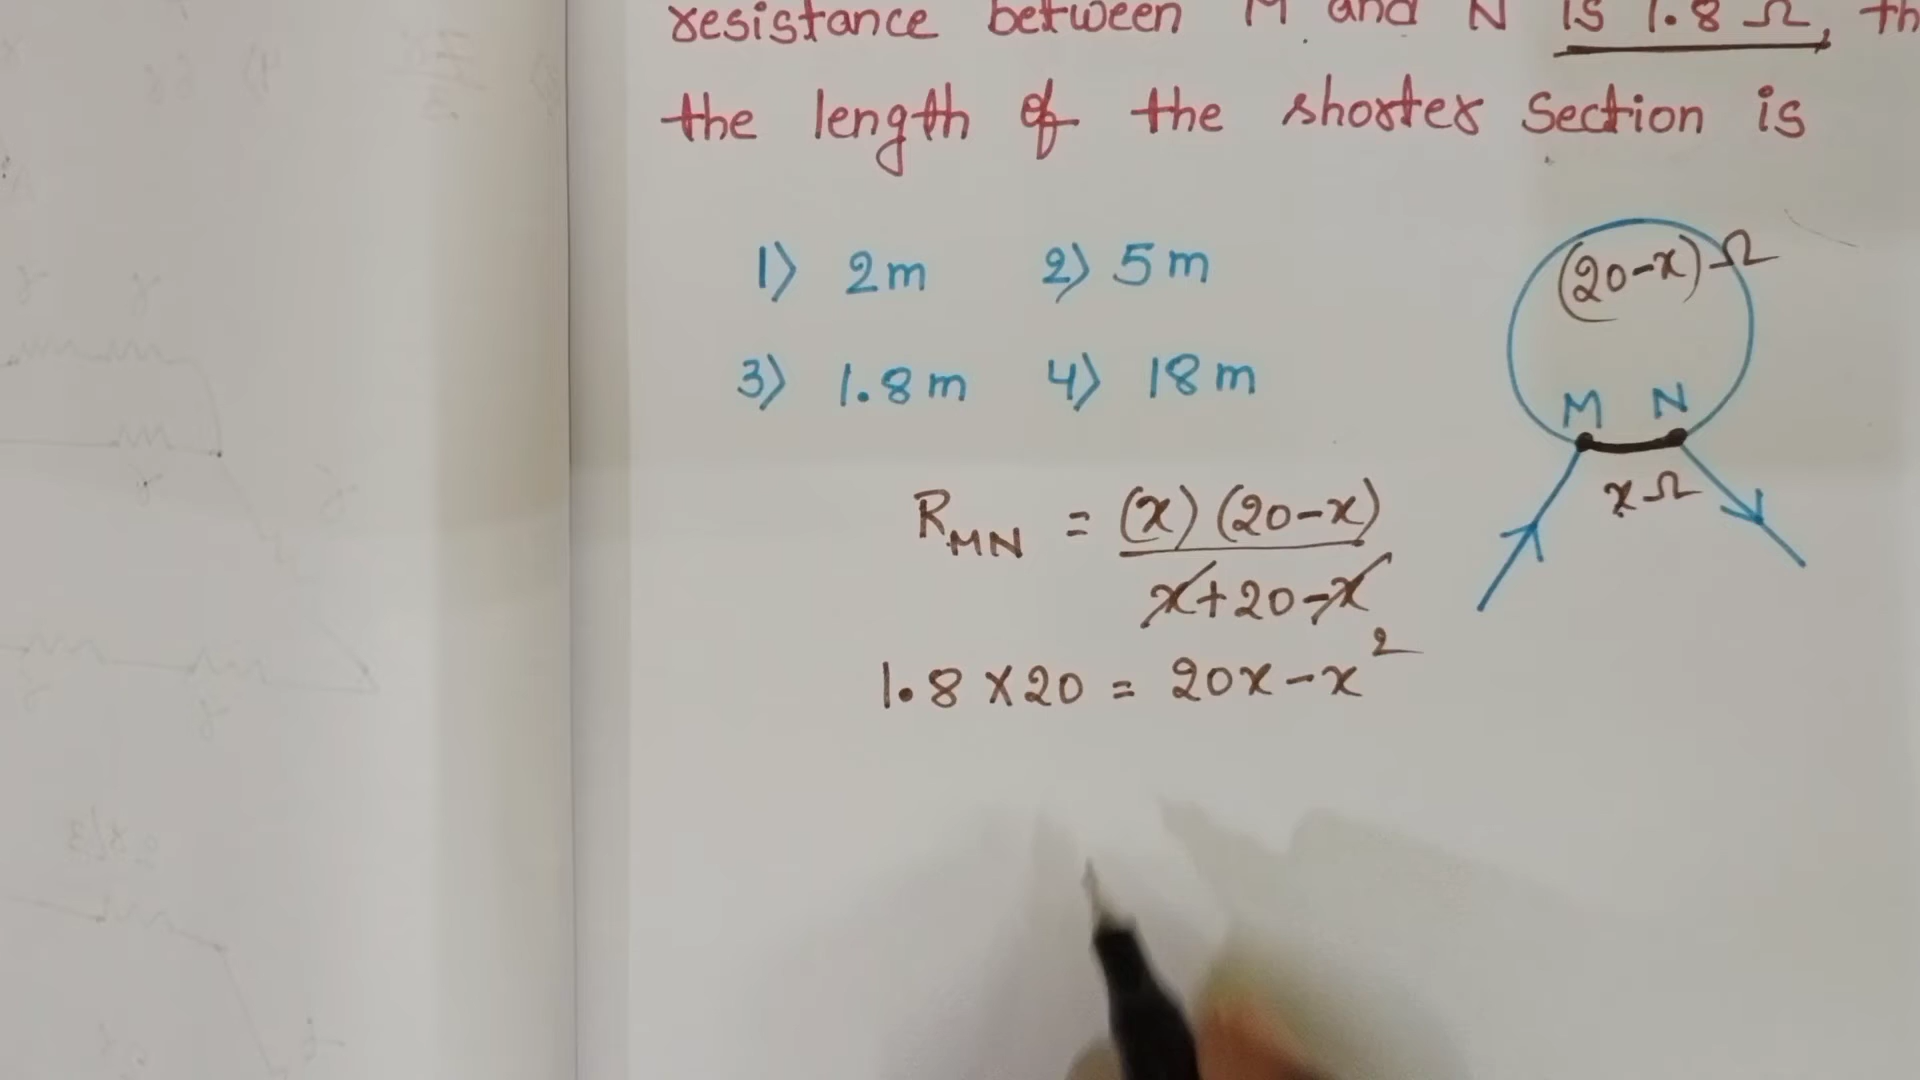 resistance between M and N is 1.8 Ω, th
the length of the shorter section is
1) 2m 2) 5m
3) 1.8m 4) 18m
(20-x) Ω
M N
x Ω
R_MN = (x)(20-x) / x+20-x
1.8 × 20 = 20x - x²